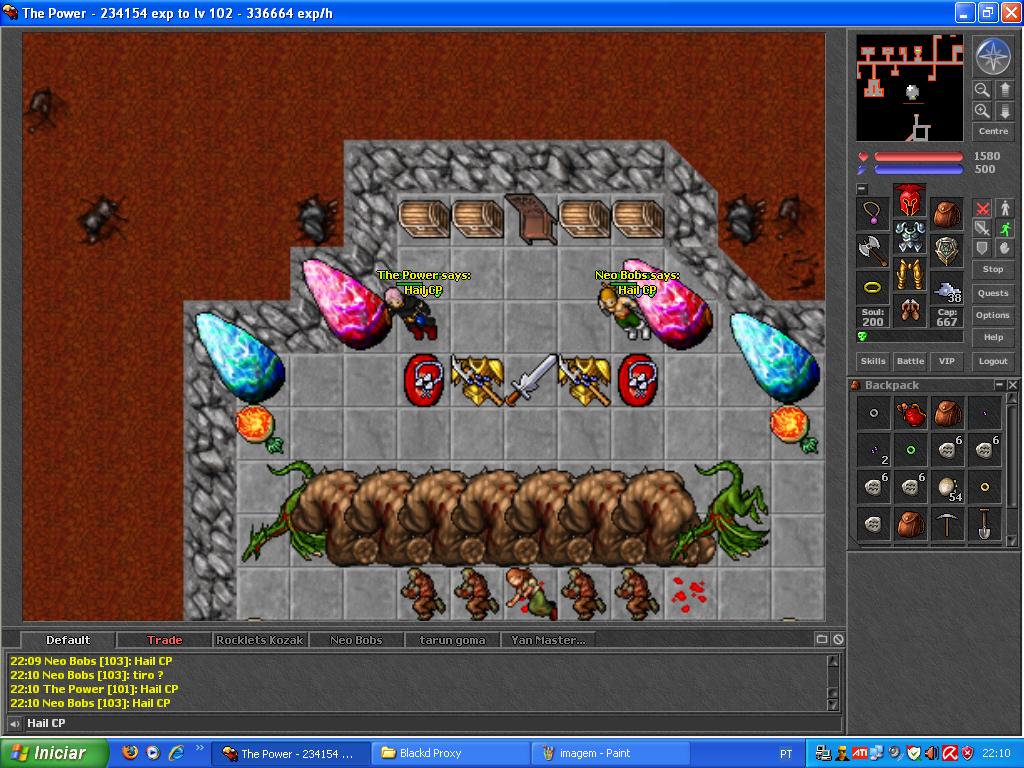 The Power - 234154 exp to lv 102 - 336664 exp/h
Centre
1580
500
The Power says:
Hail CP
Neo Bobs says:
Hail CP
38
Soul:
200
Cap:
667
Stop
Quests
Options
Help
Skills
Battle
VIP
Logout
Backpack
2
6
6
6
6
54
Default
Trade
Rocklets Kozak
Neo Bobs
tarun goma
Yan Master...
22:09 Neo Bobs [103]: Hail CP
22:10 Neo Bobs [103]: tiro ?
22:10 The Power [101]: Hail CP
22:10 Neo Bobs [103]: Hail CP
Hail CP
Iniciar
The Power - 234154 ...
Blackd Proxy
imagem - Paint
PT
ATI
22:10